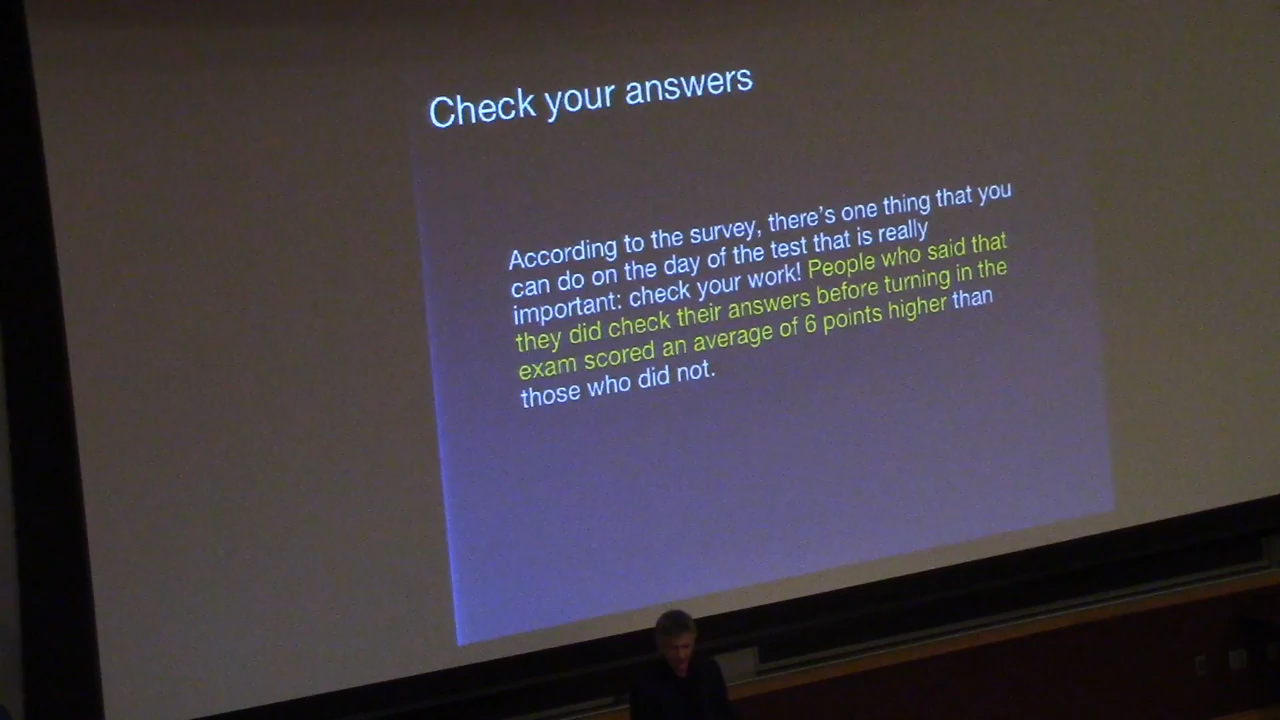 Check your answers
According to the survey, there's one thing that you
can do on the day of the test that is really
important: check your work! People who said that
they did check their answers before turning in the
exam scored an average of 6 points higher than
those who did not.